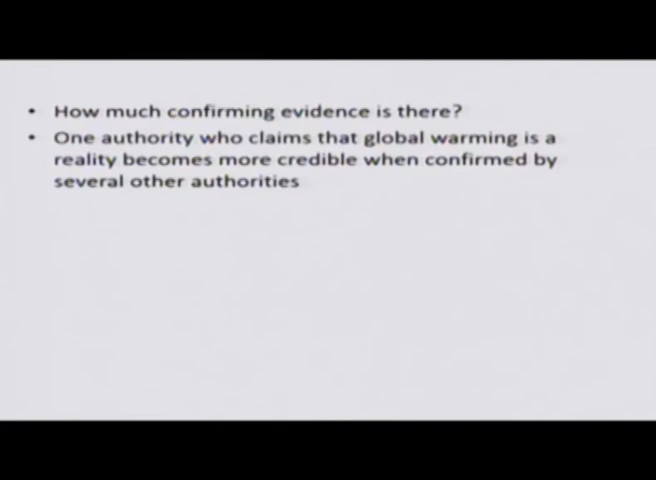 • How much confirming evidence is there?
• One authority who claims that global warming is a
reality becomes more credible when confirmed by
several other authorities